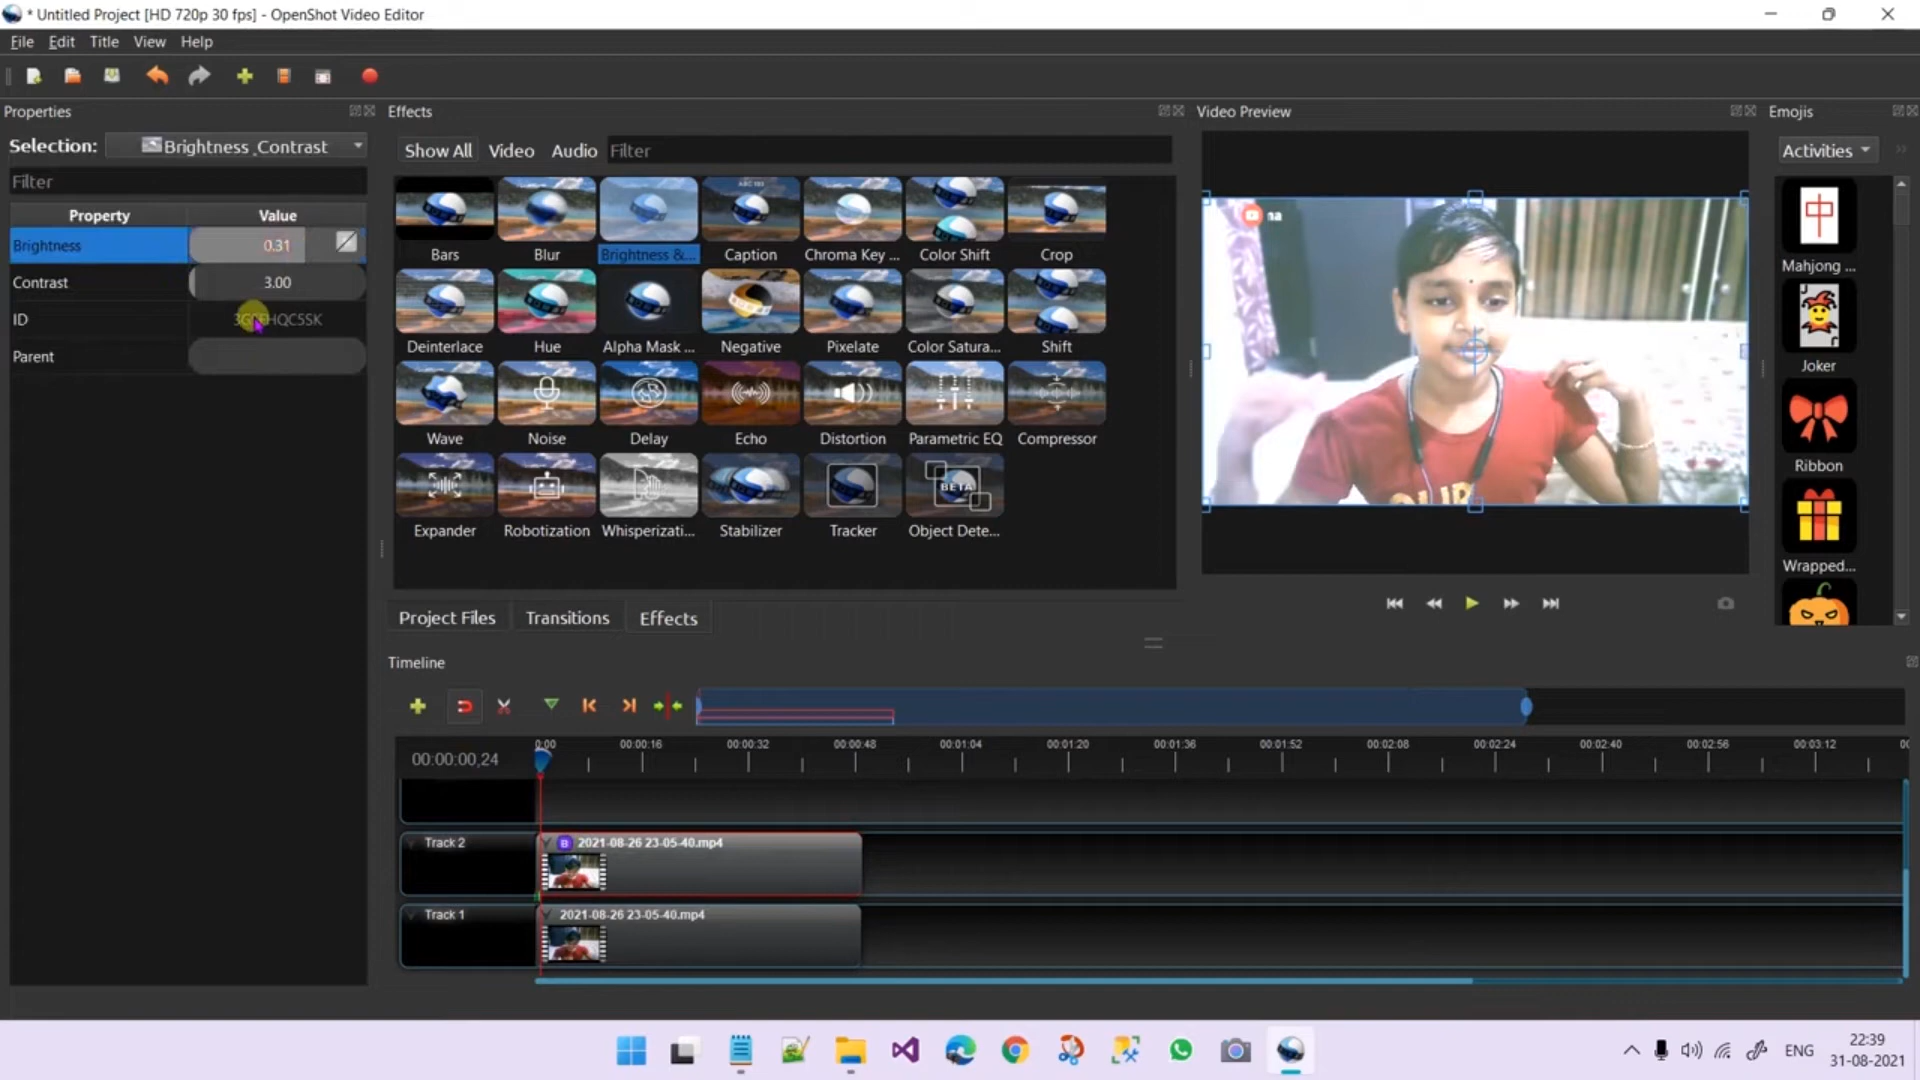 * Untitled Project [HD 720p 30 fps] - OpenShot Video Editor
File Edit Title View Help
Properties
Effects
Video Preview
Emojis
Selection: Brightness_Contrast
Show All Video Audio Filter
Activities
Filter
Property Value
Brightness 0.31
Contrast 3.00
ID
Parent
Bars Blur Brightness &... Caption Chroma Key ... Color Shift Crop
Deinterlace Hue Alpha Mask ... Negative Pixelate Color Satura... Shift
Wave Noise Delay Echo Distortion Parametric EQ Compressor
BETA
Expander Robotization Whisperizati... Stabilizer Tracker Object Dete...
na
Mahjong ...
Joker
Ribbon
Wrapped...
Project Files Transitions Effects
Timeline
00:00:00,24
0:00 00:00:16 00:00:32 00:00:48 00:01:04 00:01:20 00:01:36 00:01:52 00:02:08 00:02:24 00:02:40 00:02:56 00:03:12
Track 2
B 2021-08-26 23-05-40.mp4
Track 1
2021-08-26 23-05-40.mp4
ENG
22:39
31-08-2021